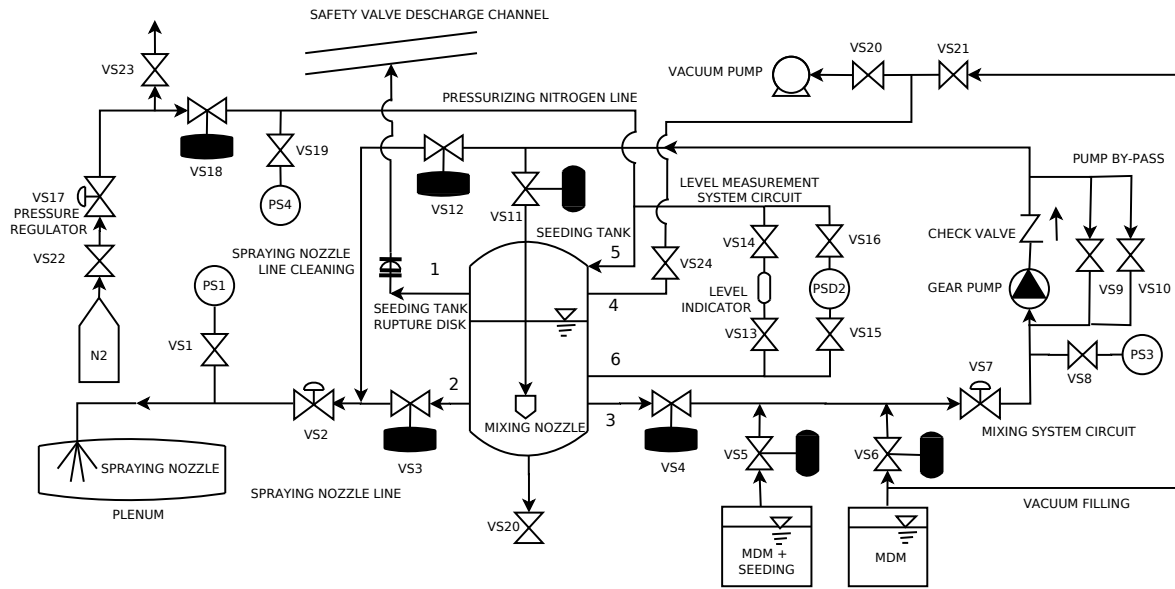 SAFETY VALVE DESCHARGE CHANNEL
VS20
VS21
VS23
VACUUM PUMP
PRESSURIZING NITROGEN LINE
VS19
VS18
PUMP BY-PASS
VS17
PRESSURE
REGULATOR
PS4
VS12
VS11
LEVEL MEASUREMENT
SYSTEM CIRCUIT
SEEDING TANK
5
VS14
VS16
CHECK VALVE
VS22
SPRAYING NOZZLE
LINE CLEANING
1
VS24
PS1
4
LEVEL
INDICATOR
PSD2
GEAR PUMP
VS9
VS10
SEEDING TANK
RUPTURE DISK
VS13
VS15
VS1
N2
6
VS7
VS8
PS3
2
3
VS2
MIXING NOZZLE
MIXING SYSTEM CIRCUIT
VS3
VS4
VS5
VS6
SPRAYING NOZZLE
SPRAYING NOZZLE LINE
VACUUM FILLING
PLENUM
VS20
MDM +
SEEDING
MDM